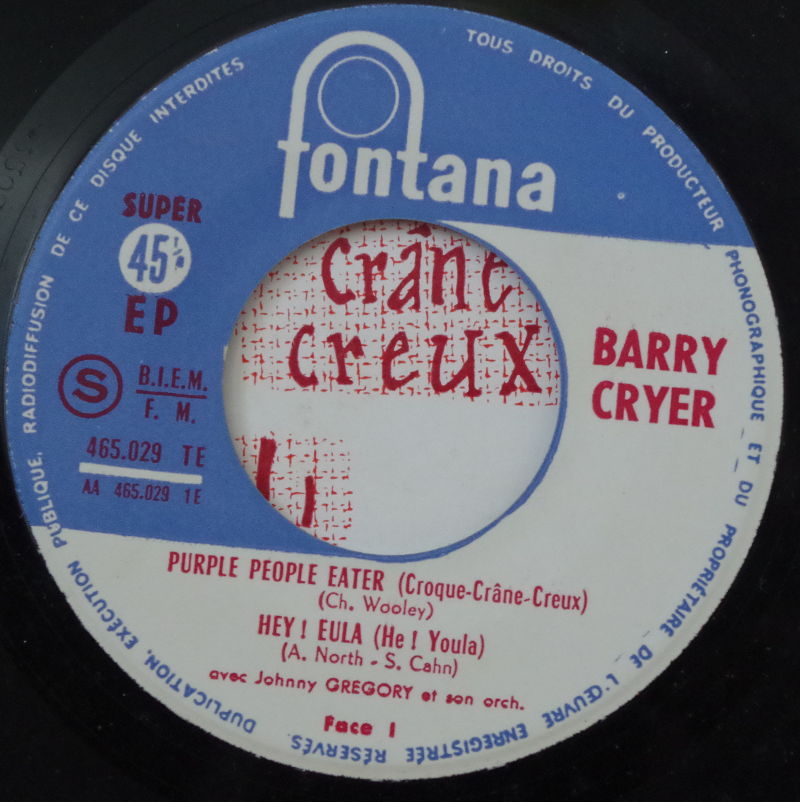 fontana
TOUS DROITS DU PRODUCTEUR PHONOGRAPHIQUE ET DU PROPRIÉTAIRE DE L'ŒUVRE ENREGISTRÉE RÉSERVÉS
DUPLICATION, EXÉCUTION PUBLIQUE, RADIODIFFUSION DE CE DISQUE INTERDITES
SUPER
45
EP
S
B.I.E.M.
F. M.
465.029 TE
AA 465.029 1E
Crâne
creux
BARRY
CRYER
PURPLE PEOPLE EATER (Croque-Crâne-Creux)
(Ch. Wooley)
HEY! EULA (He! Youla)
(A. North - S. Cahn)
avec Johnny GREGORY et son orch.
Face 1